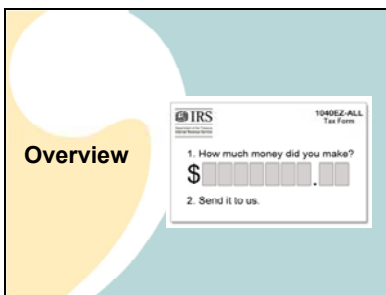 Overview
IRS
Department of the Treasury
Internal Revenue Service
1040EZ-ALL
Tax Form
1. How much money did you make?
$ .
2. Send it to us.